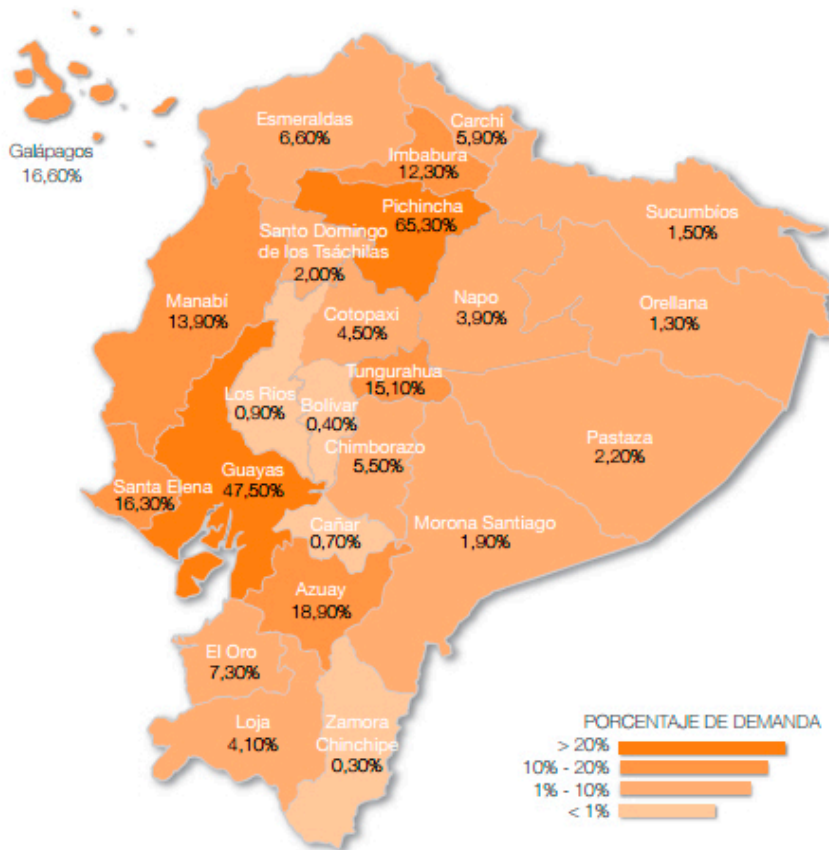 Galápagos
16,60%
Esmeraldas
6,60%
Carchi
5,90%
Imbabura
12,30%
Pichincha
65,30%
Sucumbíos
1,50%
Santo Domingo
de los Tsáchilas
2,00%
Manabí
13,90%
Cotopaxi
4,50%
Napo
3,90%
Orellana
1,30%
Tungurahua
15,10%
Los Ríos
0,90%
Bolívar
0,40%
Chimborazo
5,50%
Pastaza
2,20%
Santa Elena
16,30%
Guayas
47,50%
Cañar
0,70%
Morona Santiago
1,90%
Azuay
18,90%
El Oro
7,30%
Loja
4,10%
Zamora
Chinchipe
0,30%
PORCENTAJE DE DEMANDA
> 20%
10% - 20%
1% - 10%
< 1%